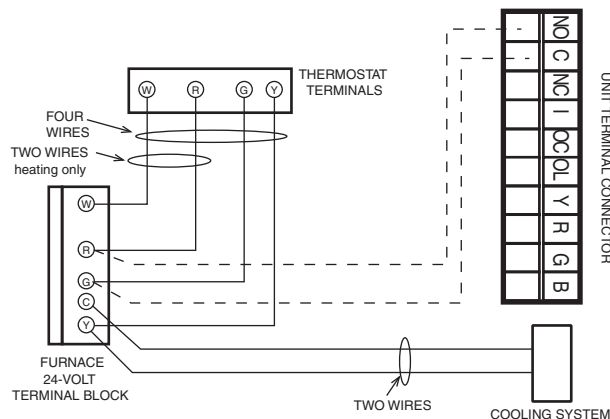 THERMOSTAT
TERMINALS
W R G Y
FOUR
WIRES
TWO WIRES
heating only
W
R
G
C
Y
FURNACE
24-VOLT
TERMINAL BLOCK
TWO WIRES
COOLING SYSTEM
NO
C
NC
I
OC
OL
Y
R
G
B
UNIT TERMINAL CONNECTOR